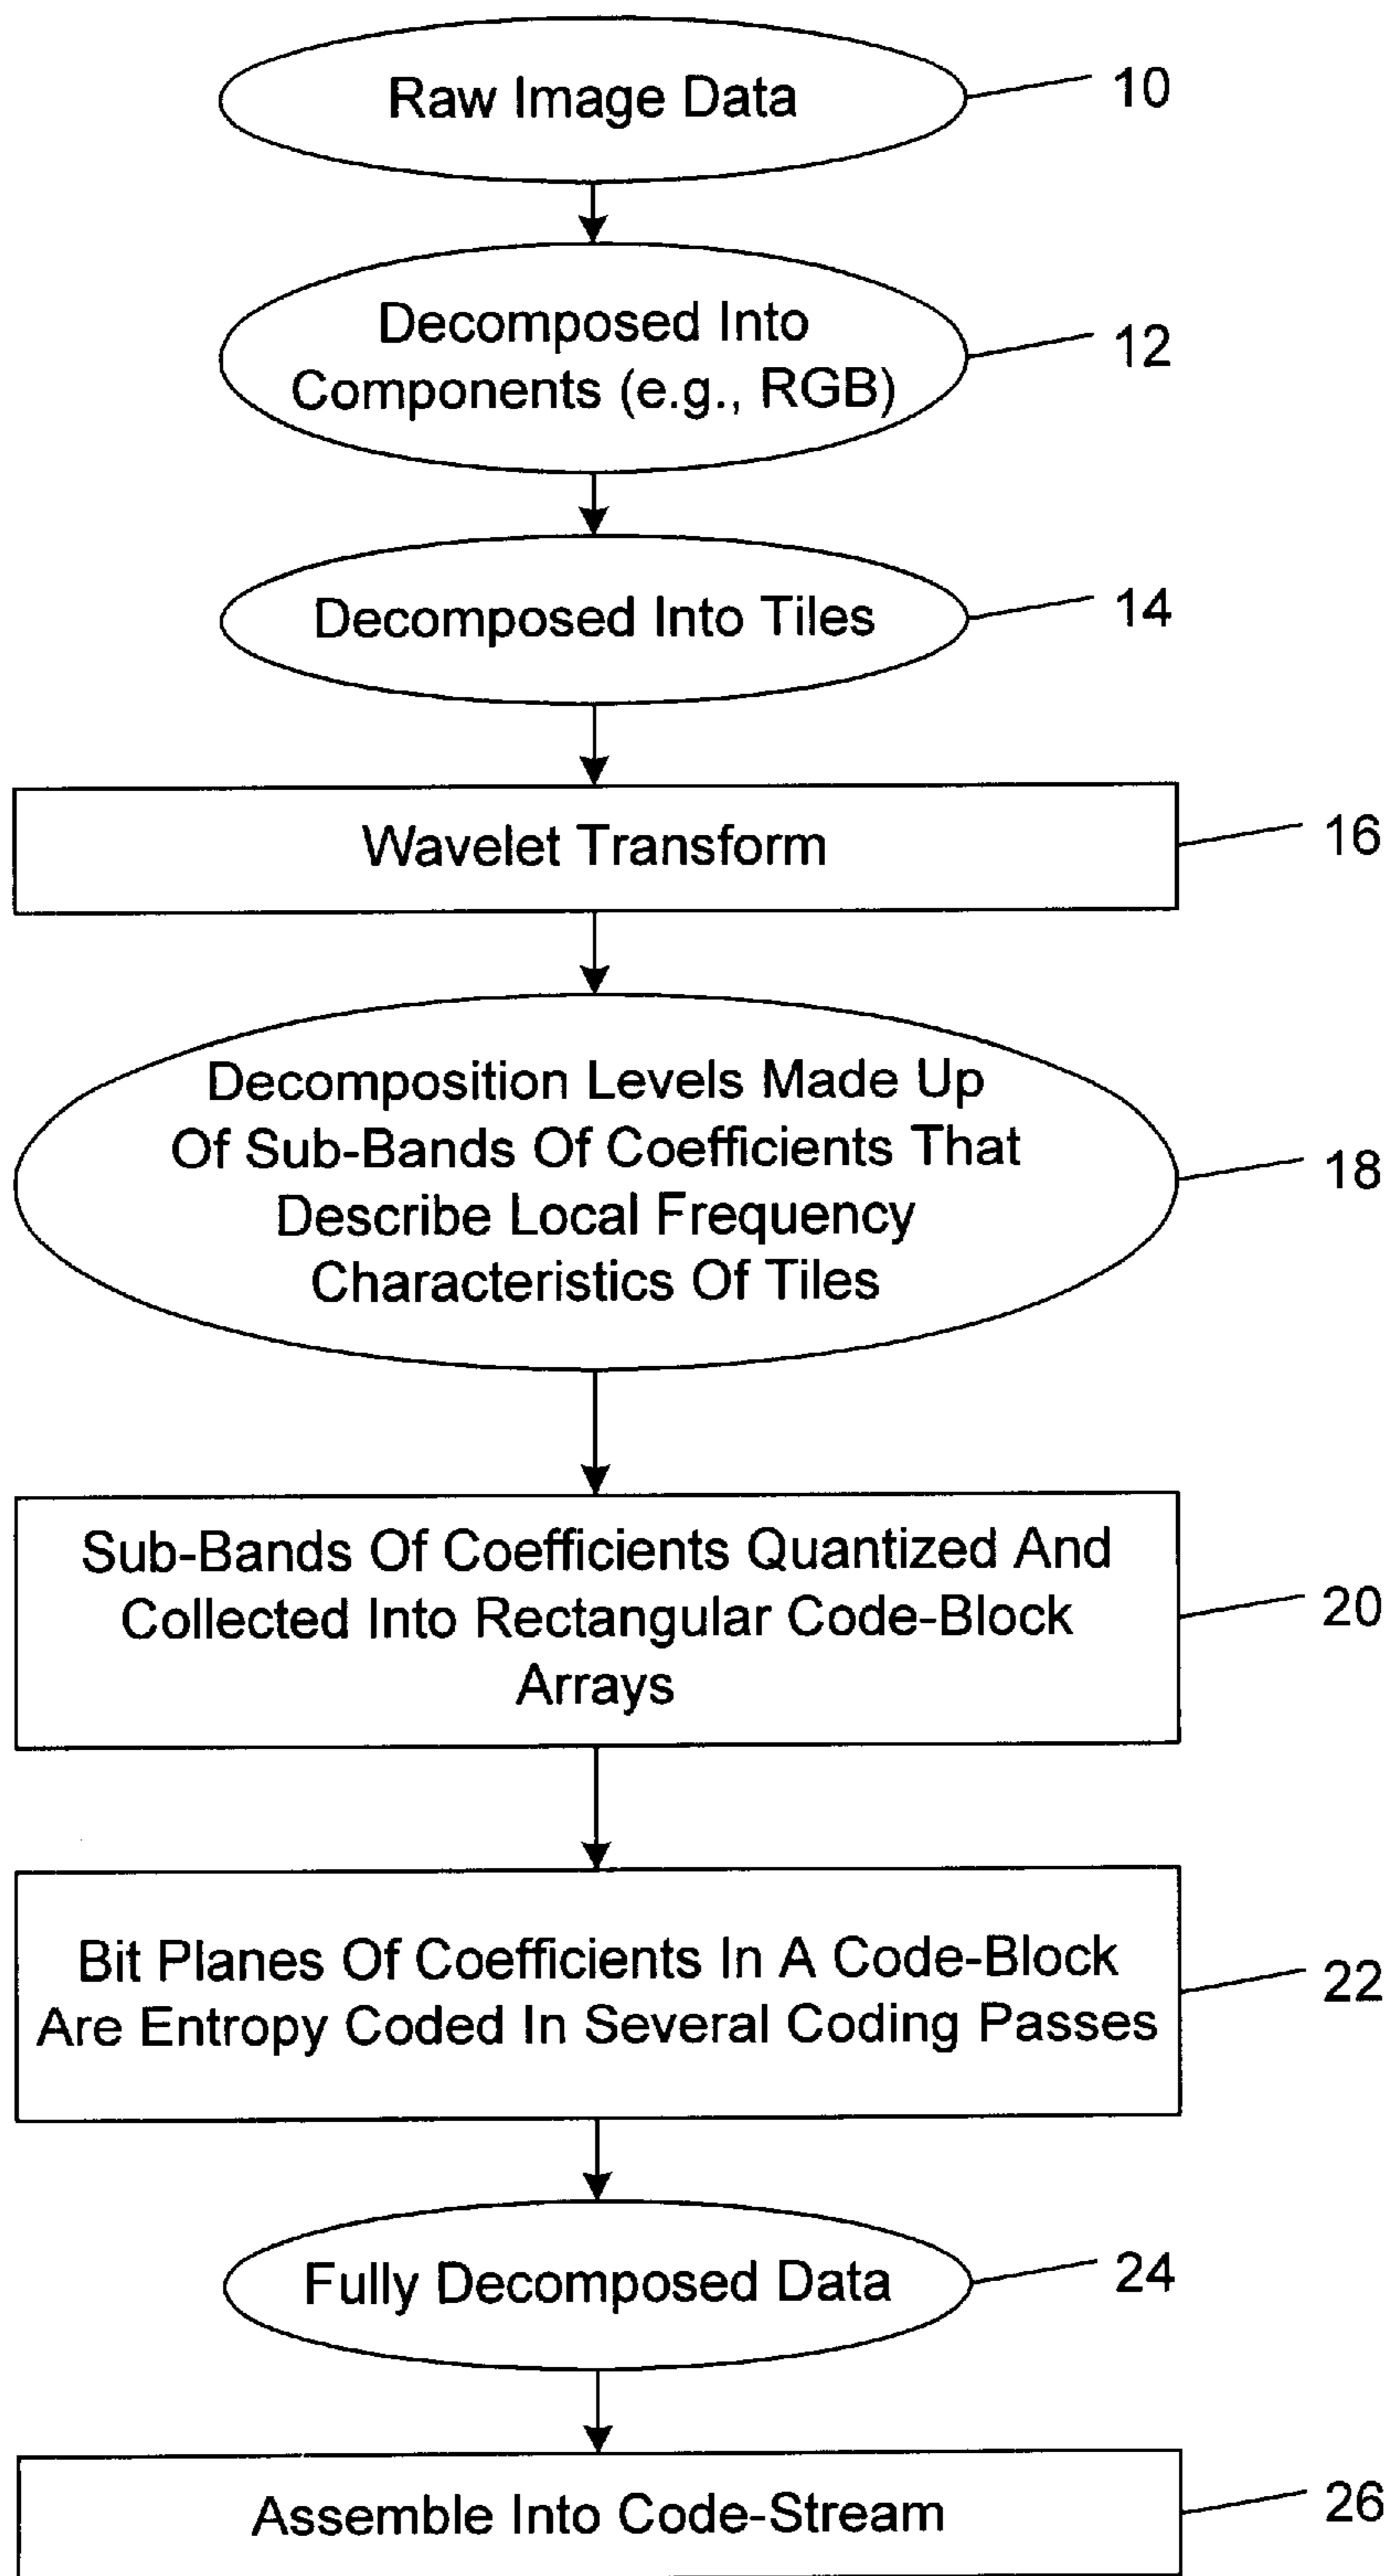 Raw Image Data
10
Decomposed Into
Components (e.g., RGB)
12
Decomposed Into Tiles
14
Wavelet Transform
16
Decomposition Levels Made Up
Of Sub-Bands Of Coefficients That
Describe Local Frequency
Characteristics Of Tiles
18
Sub-Bands Of Coefficients Quantized And
Collected Into Rectangular Code-Block
Arrays
20
Bit Planes Of Coefficients In A Code-Block
Are Entropy Coded In Several Coding Passes
22
Fully Decomposed Data
24
Assemble Into Code-Stream
26